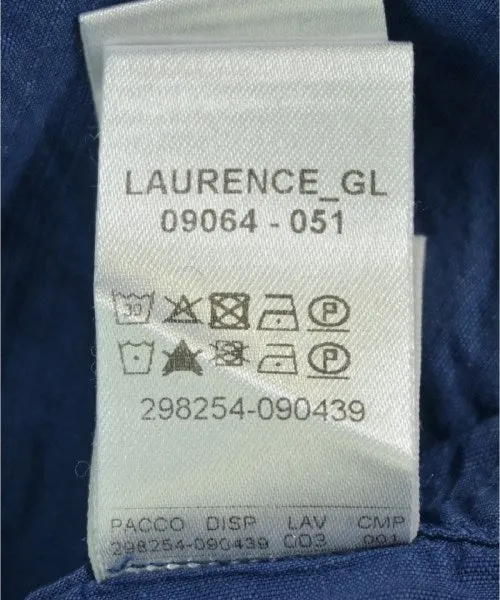 LAURENCE_GL
09064 - 051
30 P
P
298254-090439
PACCO DISP LAV CMP
298254-090439 003 001